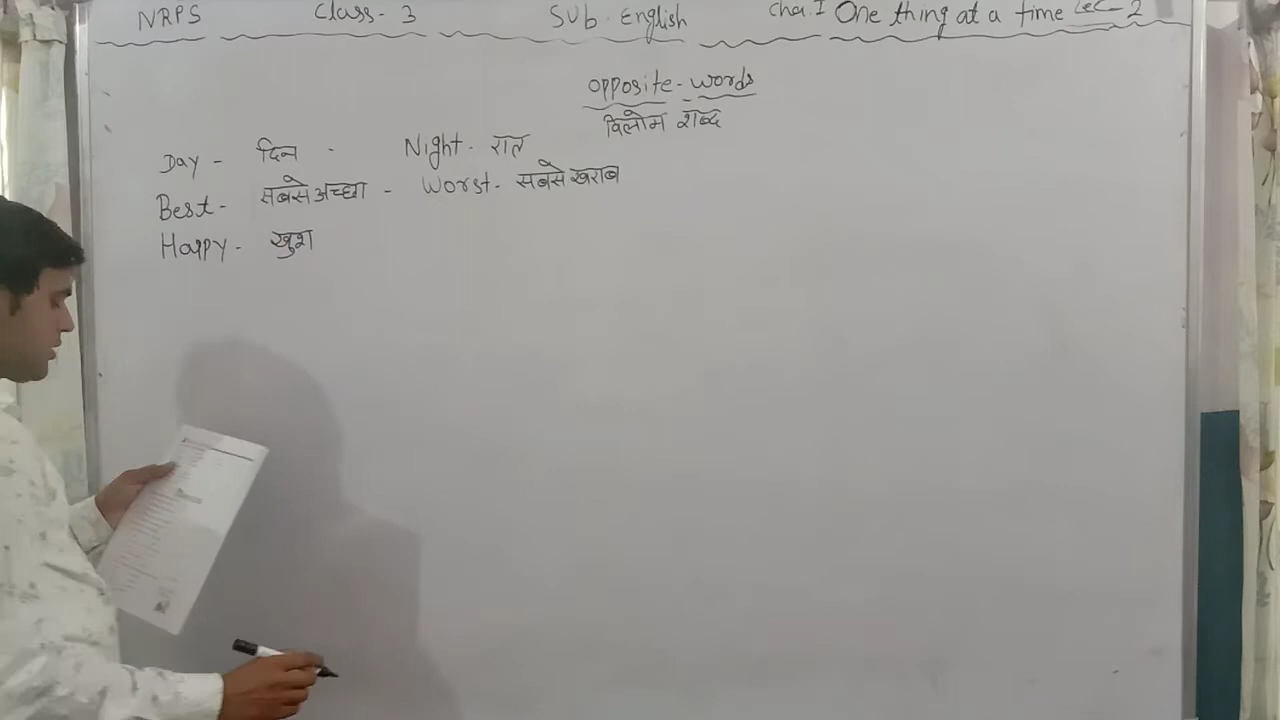 NRPS Class - 3 Sub. English Cha. I One thing at a time Lec - 2
Opposite - words
विलोम शब्द
Day - दिन - Night - रात
Best - सबसे अच्छा - Worst - सबसे खराब
Happy - खुश